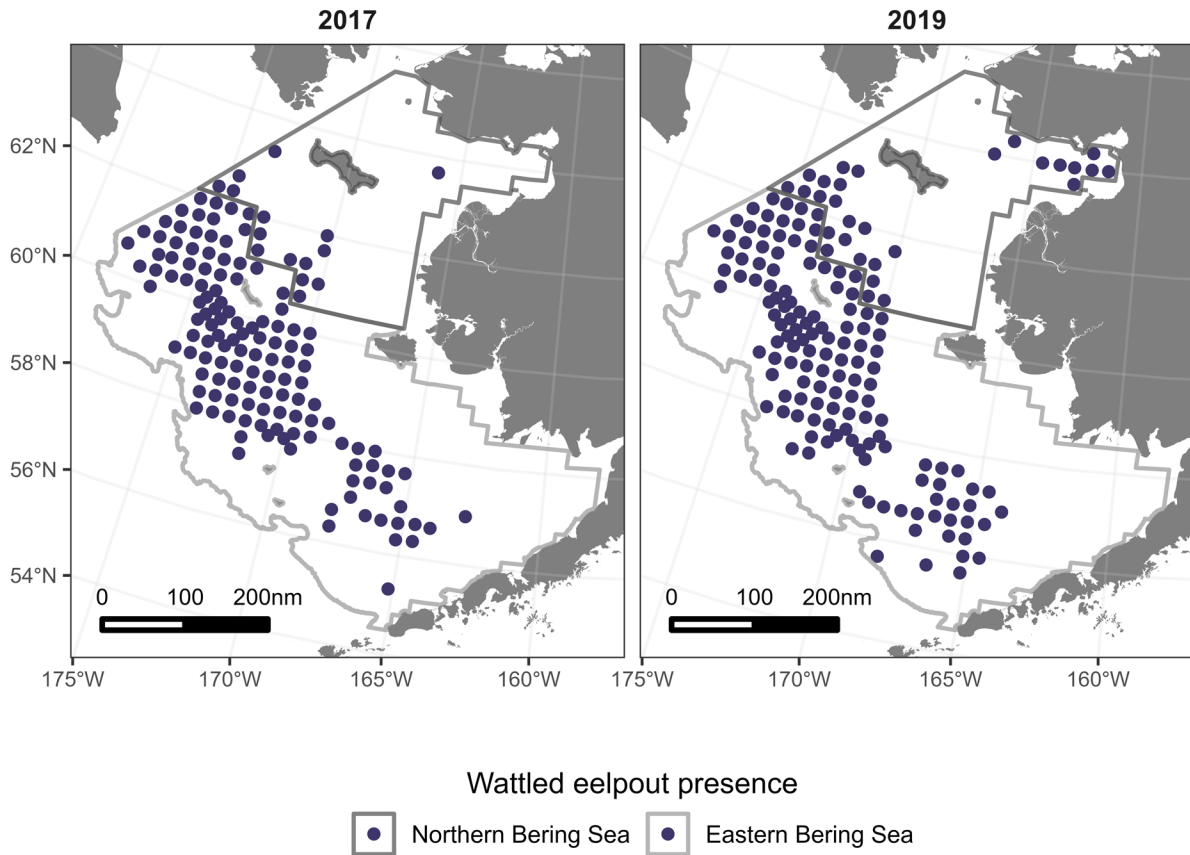 2017 2019
62°N
60°N
58°N
56°N
54°N
0 100 200nm 0 100 200nm
175°W 170°W 165°W 160°W 175°W 170°W 165°W 160°W
Wattled eelpout presence
Northern Bering Sea Eastern Bering Sea